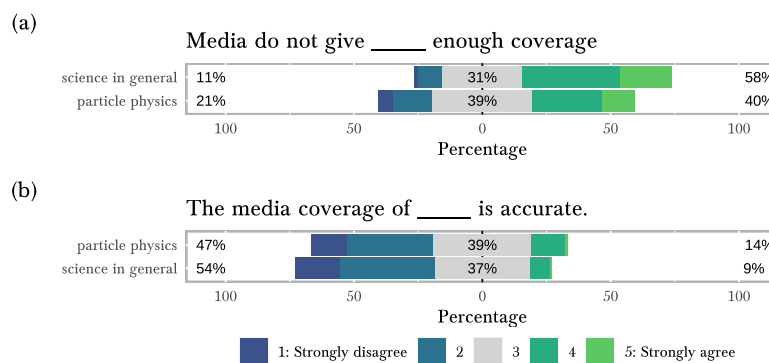 (a)
Media do not give _____ enough coverage
science in general 11% 31% 58%
particle physics 21% 39% 40%
100 50 0 50 100
Percentage
(b)
The media coverage of _____ is accurate.
particle physics 47% 39% 14%
science in general 54% 37% 9%
100 50 0 50 100
Percentage
1: Strongly disagree 2 3 4 5: Strongly agree